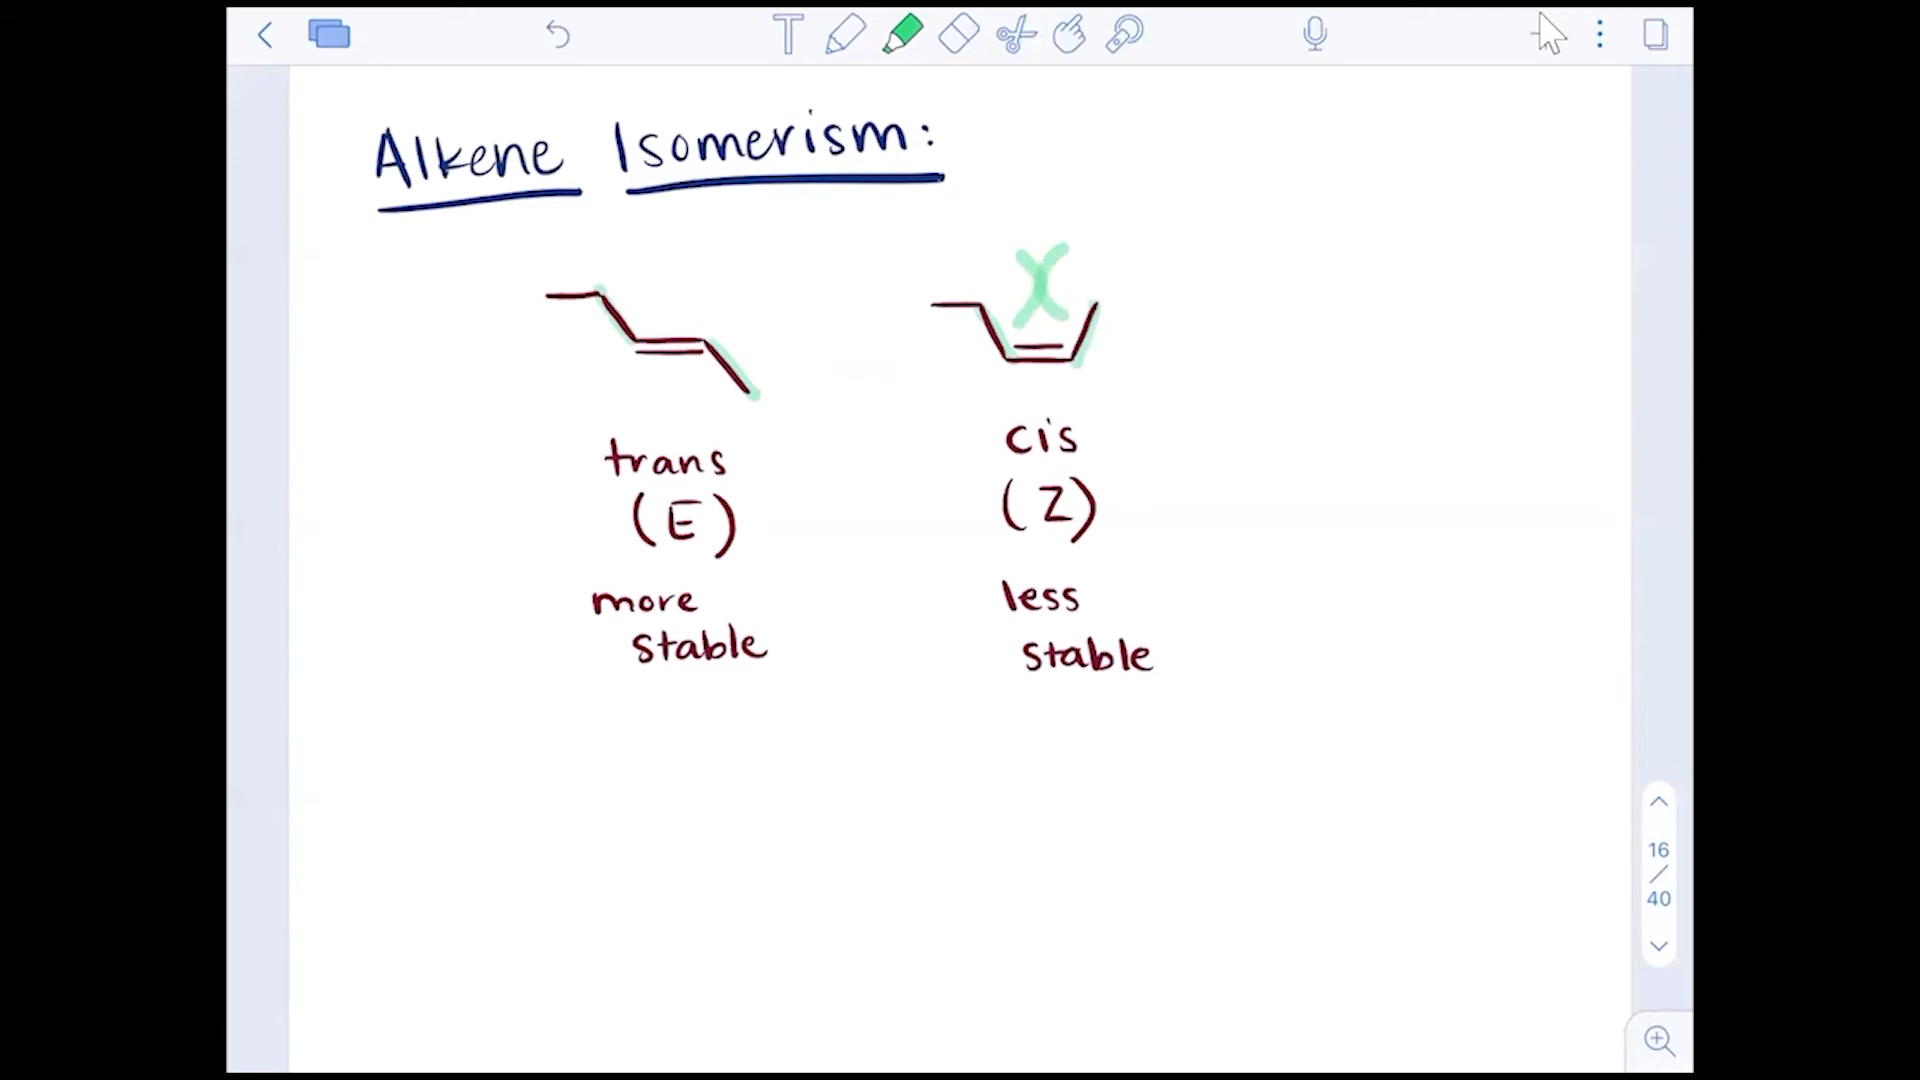 Alkene Isomerism:
trans
(E)
more
stable
cis
(Z)
less
stable
16
/
40